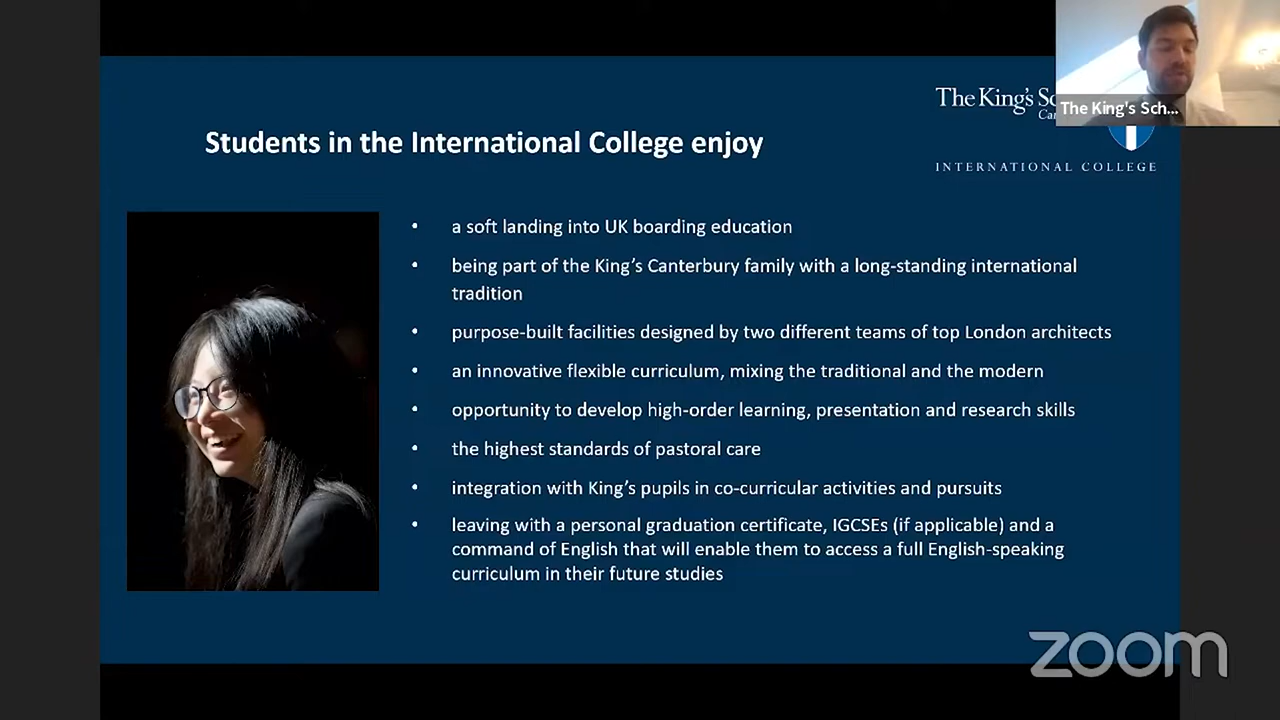 The King's Sc
Ca
The King's Sch...
INTERNATIONAL COLLEGE
Students in the International College enjoy
• a soft landing into UK boarding education
• being part of the King's Canterbury family with a long-standing international
tradition
• purpose-built facilities designed by two different teams of top London architects
• an innovative flexible curriculum, mixing the traditional and the modern
• opportunity to develop high-order learning, presentation and research skills
• the highest standards of pastoral care
• integration with King's pupils in co-curricular activities and pursuits
• leaving with a personal graduation certificate, IGCSEs (if applicable) and a
command of English that will enable them to access a full English-speaking
curriculum in their future studies
zoom